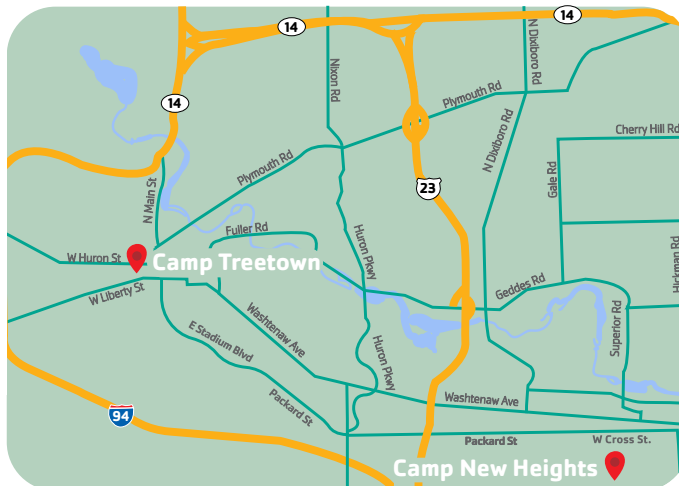 14
14
N Dixiboro Rd
14
Nixon Rd
Plymouth Rd
Cherry Hill Rd
N Dixiboro Rd
Plymouth Rd
Gale Rd
N Main St
23
Fuller Rd
W Huron St
Camp Treetown
Huron Pkwy
Hickman Rd
Geddes Rd
W Liberty St
Washtenaw Ave
Superior Rd
E Stadium Blvd
Huron Pkwy
Washtenaw Ave
94
Packard St
Packard St
W Cross St.
Camp New Heights